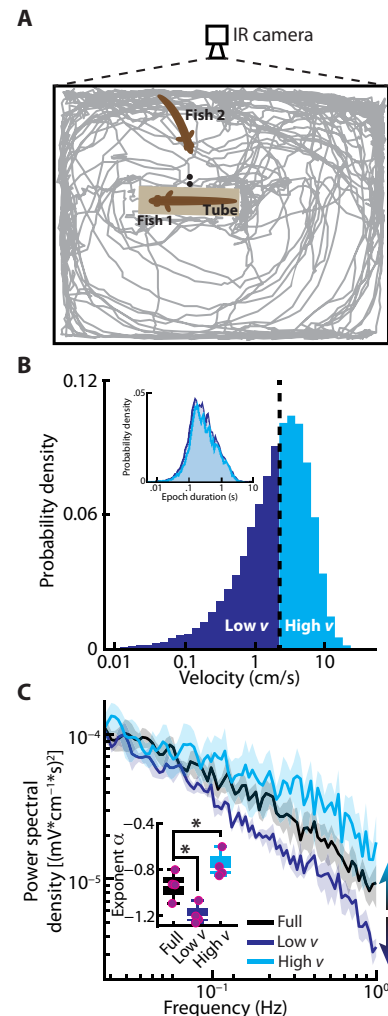 A
IR camera
Fish 2
Tube
Fish 1
B
0.12
0.06
0
Probability density
.05
0
Probability density
.01 .1 1 10
Epoch duration (s)
Low v High v
0.01 0.1 1 10
Velocity (cm/s)
C
10⁻⁴
10⁻⁵
Power spectral
density [(mV*cm⁻¹*s)²]
−0.4
−0.8
−1.2
Exponent α
*
*
Full
Low v
High v
Full
Low v
High v
10⁻¹ 10⁰
Frequency (Hz)